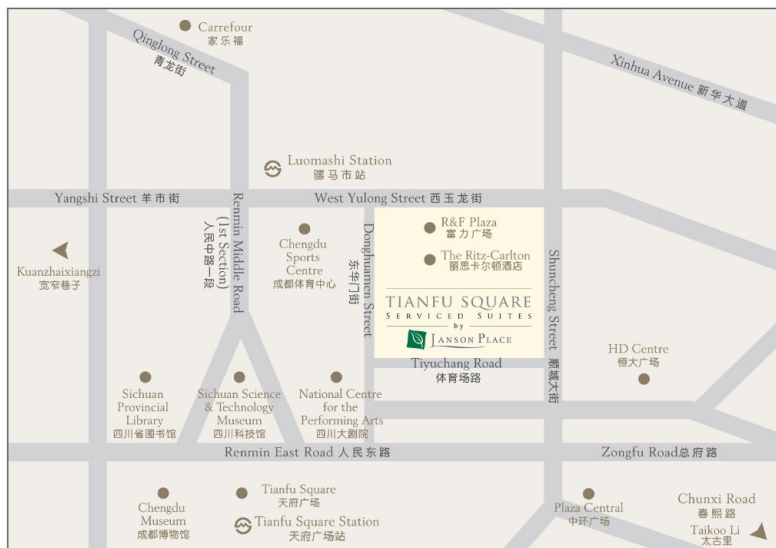 Carrefour
家乐福
Qinglong Street
青龙街
Xinhua Avenue 新华大道
Luomashi Station
骡马市站
Yangshi Street 羊市街
West Yulong Street 西玉龙街
Renmin Middle Road
(1st Section)
人民中路一段
Kuanzhaixiangzi
宽窄巷子
Chengdu
Sports
Centre
成都体育中心
Donghuamen Street
东华门街
R&F Plaza
富力广场
The Ritz-Carlton
丽思卡尔顿酒店
TIANFU SQUARE
SERVICED SUITES
by
JANSON PLACE
Shuncheng Street 顺城大街
Tiyuchang Road
体育场路
HD Centre
恒大广场
Sichuan
Provincial
Library
四川省图书馆
Sichuan Science
& Technology
Museum
四川科技馆
National Centre
for the
Performing Arts
四川大剧院
Renmin East Road 人民东路
Zongfu Road总府路
Chengdu
Museum
成都博物馆
Tianfu Square
天府广场
Tianfu Square Station
天府广场站
Plaza Central
中环广场
Chunxi Road
春熙路
Taikoo Li
太古里